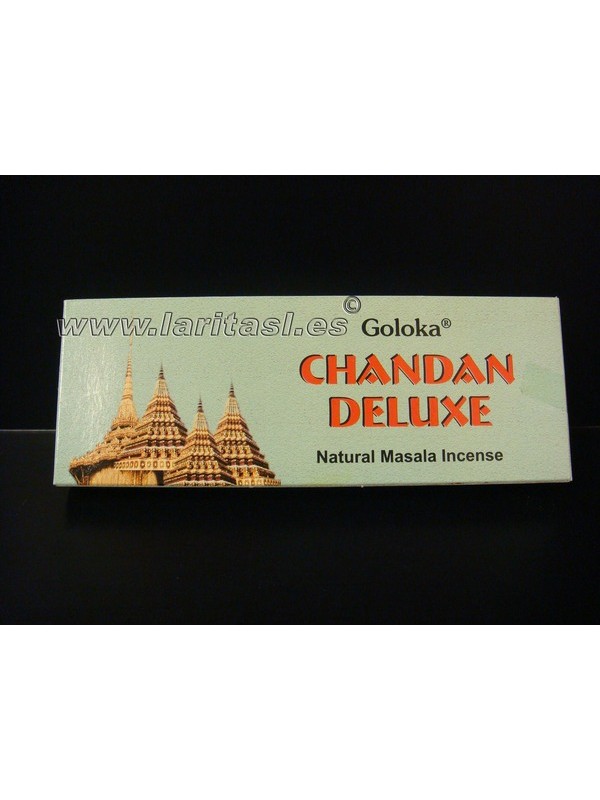 www.laritasl.es
©
Goloka®
CHANDAN
DELUXE
Natural Masala Incense